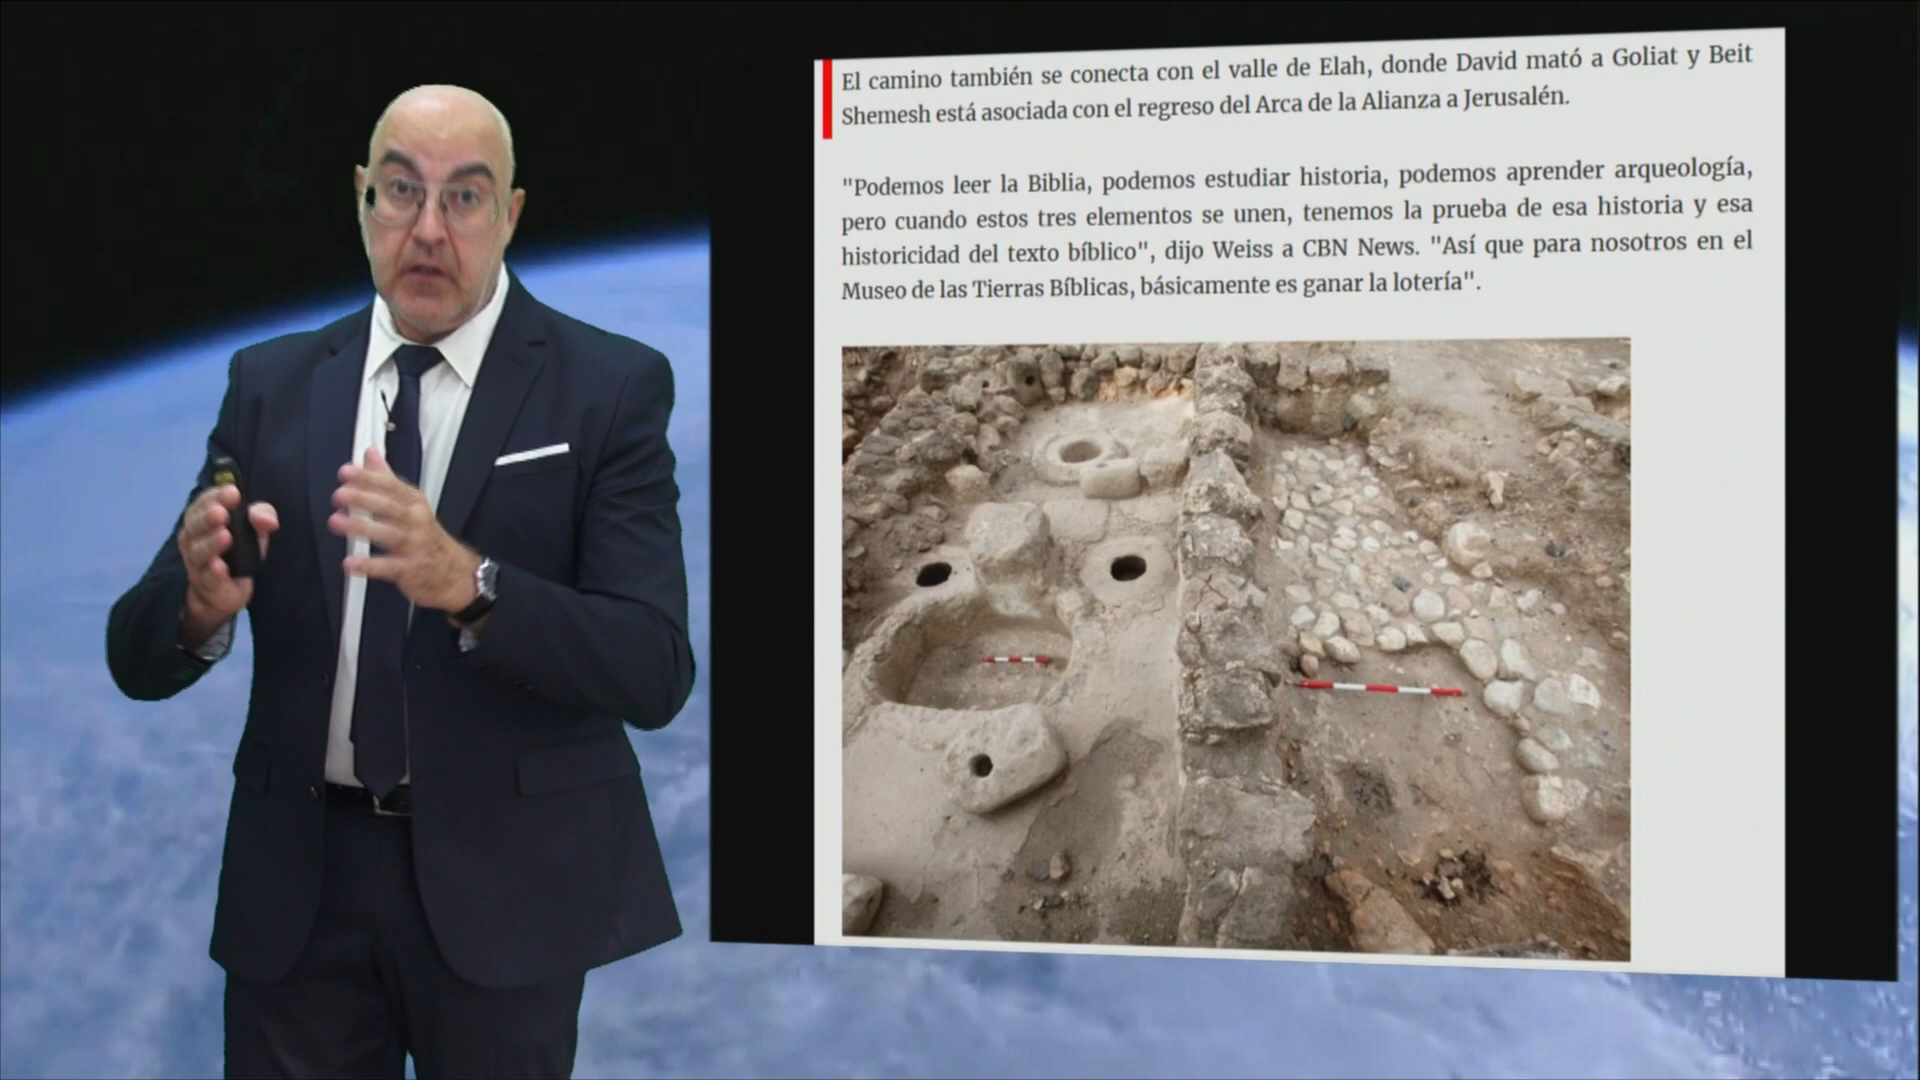 El camino también se conecta con el valle de Elah, donde David mató a Goliat y Beit
Shemesh está asociada con el regreso del Arca de la Alianza a Jerusalén.
"Podemos leer la Biblia, podemos estudiar historia, podemos aprender arqueología,
pero cuando estos tres elementos se unen, tenemos la prueba de esa historia y esa
historicidad del texto bíblico", dijo Weiss a CBN News. "Así que para nosotros en el
Museo de las Tierras Bíblicas, básicamente es ganar la lotería".